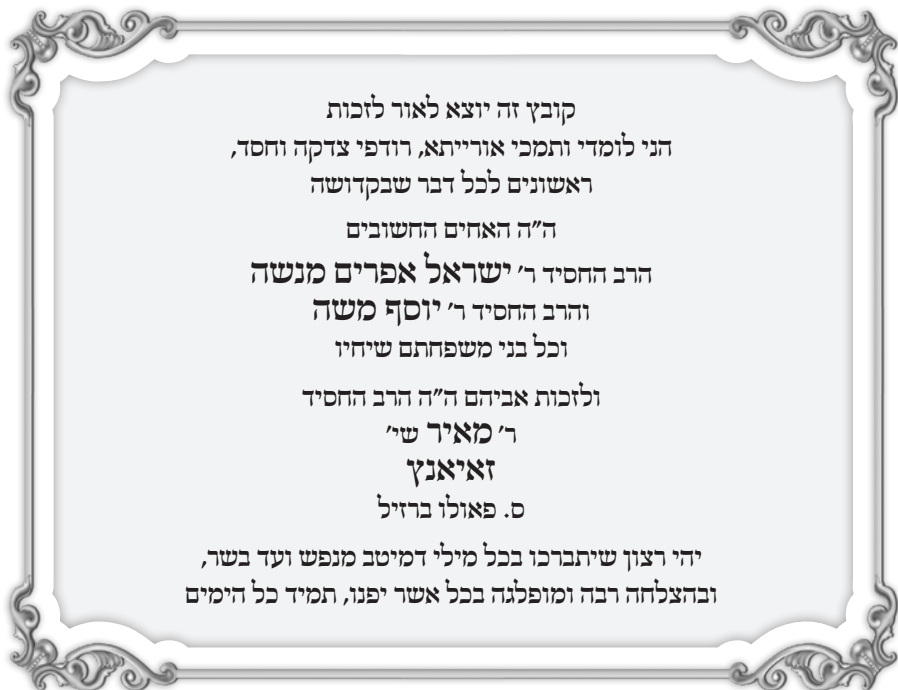 קובץ זה יוצא לאור לזכות
הני לומדי ותמכי אורייתא, רודפי צדקה וחסד,
ראשונים לכל דבר שבקדושה
ה"ה האחים החשובים
הרב החסיד ר' ישראל אפרים מנשה
והרב החסיד ר' יוסף משה
וכל בני משפחתם שיחיו
ולזכות אביהם ה"ה הרב החסיד
ר' מאיר שי'
זאיאנץ
ס. פאולו ברזיל
יהי רצון שיתברכו בכל מילי דמיטב מנפש ועד בשר,
ובהצלחה רבה ומופלגה בכל אשר יפנו, תמיד כל הימים